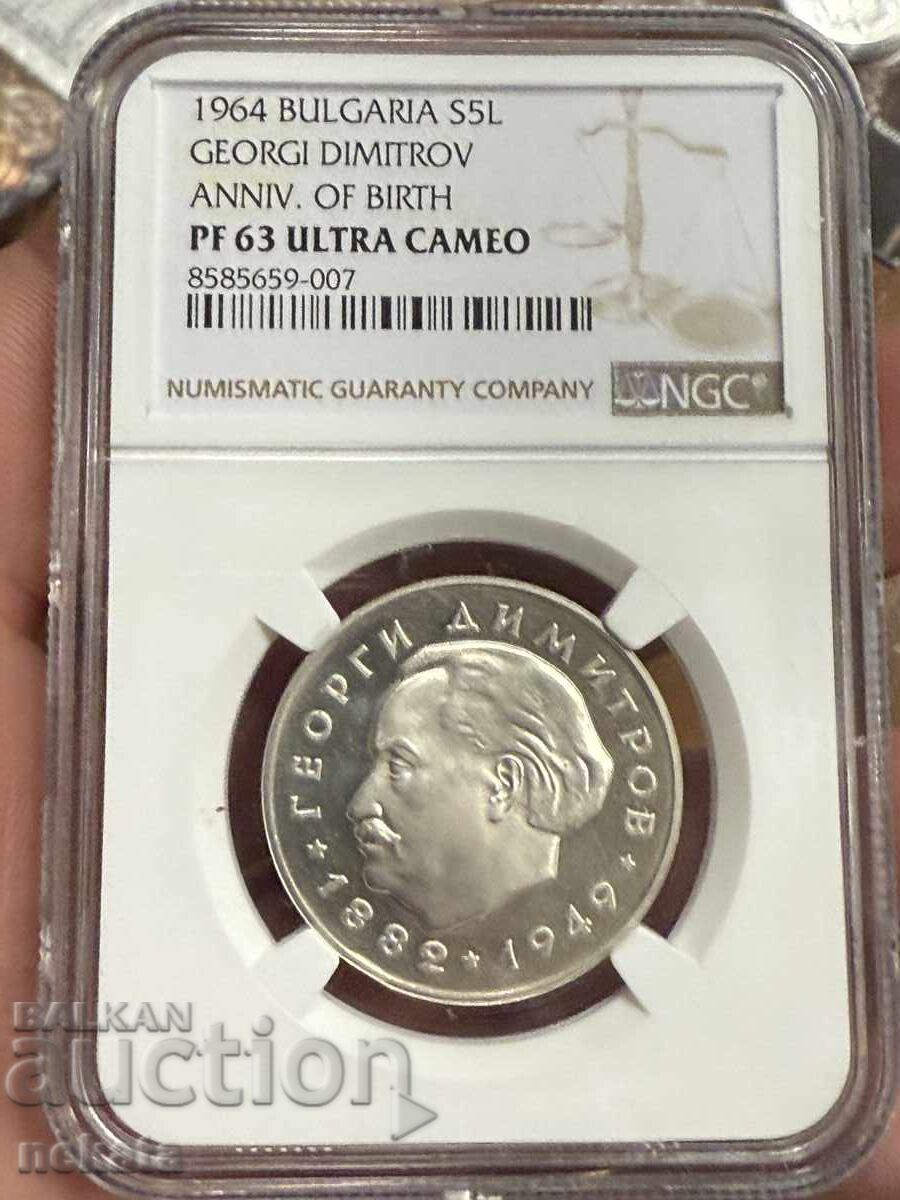 1964 BULGARIA S5L
GEORGI DIMITROV
ANNIV. OF BIRTH
PF 63 ULTRA CAMEO
8585659-007
NUMISMATIC GUARANTY COMPANY
NGC®
ГЕОРГИ ДИМИТРОВ
* 1882 * 1949 *
BALKAN
auction
nekata